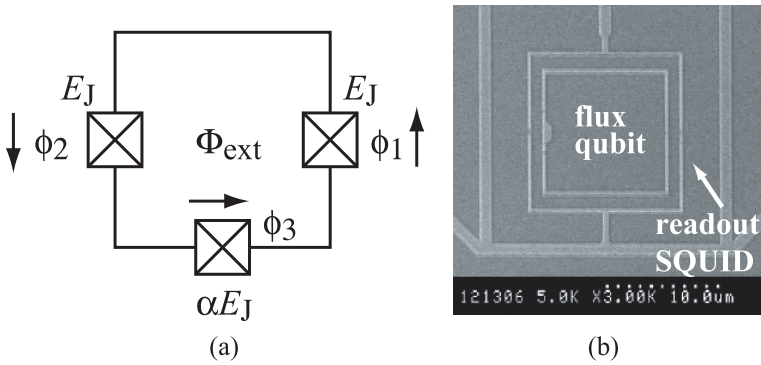 E_J E_J
ϕ2 Φ_ext ϕ1
ϕ3
αE_J
(a)
flux
qubit
readout
SQUID
121306 5.0K X3.00K 10.0um
(b)